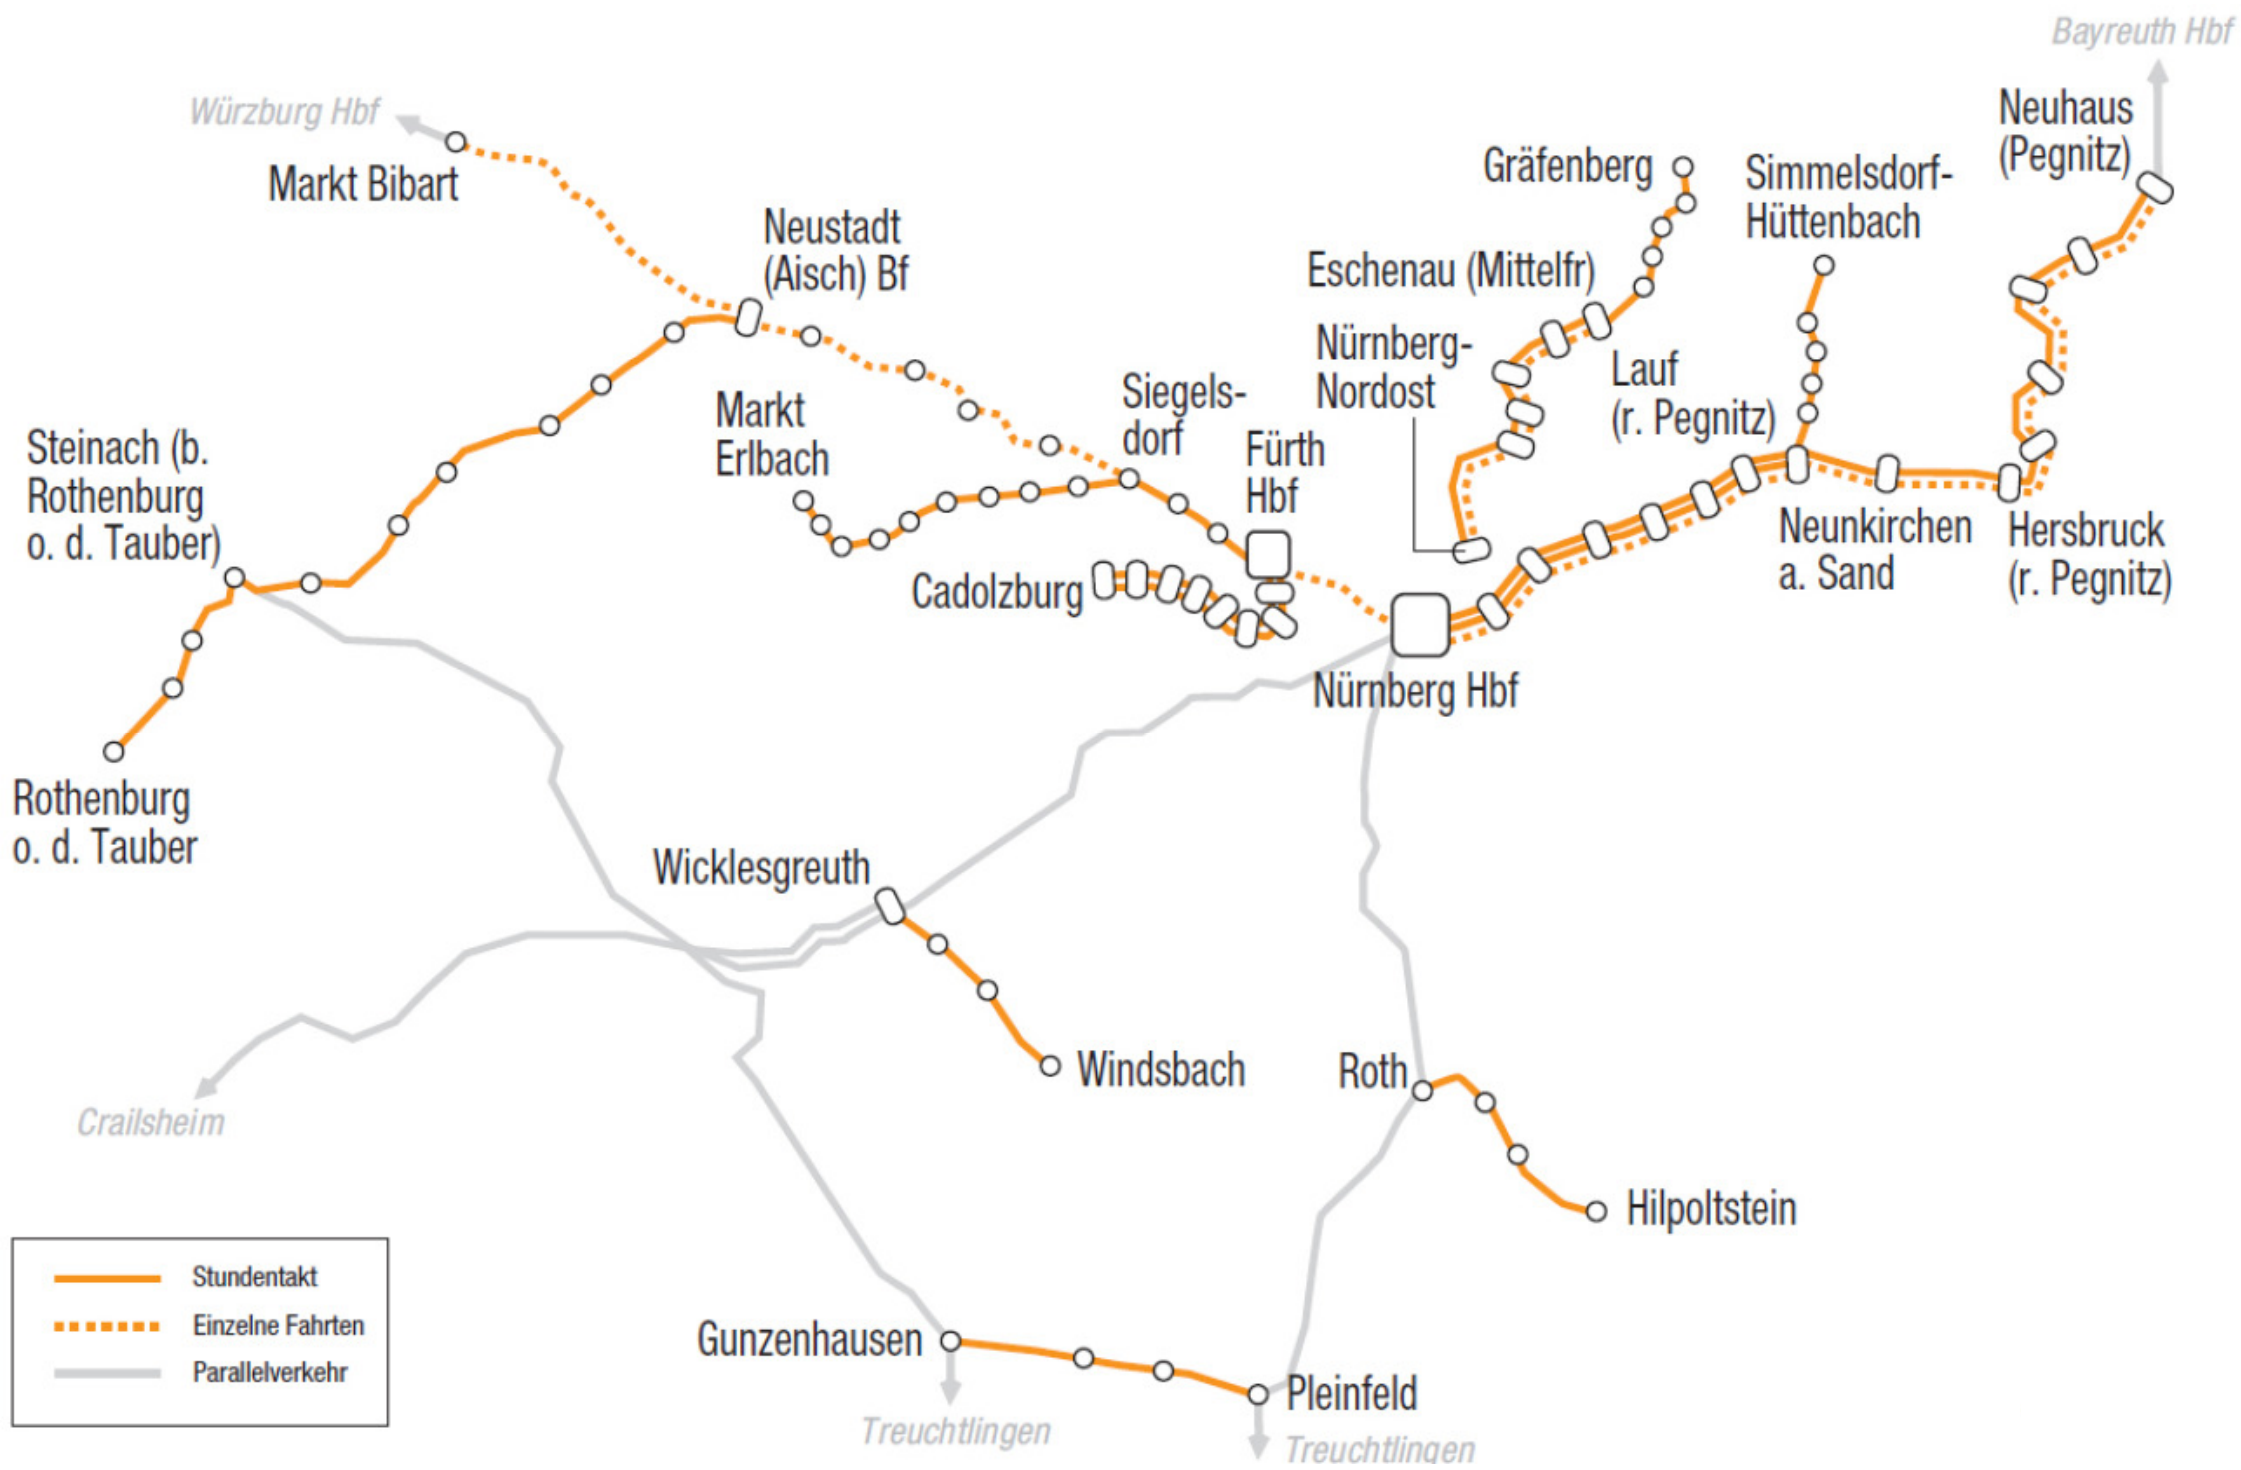 Bayreuth Hbf
Würzburg Hbf
Markt Bibart
Neuhaus
(Pegnitz)
Gräfenberg
Simmelsdorf-
Hüttenbach
Neustadt
(Aisch) Bf
Eschenau (Mittelfr)
Nürnberg-
Nordost
Lauf
(r. Pegnitz)
Siegels-
dorf
Markt
Erlbach
Fürth
Hbf
Steinach (b.
Rothenburg
o. d. Tauber)
Cadolzburg
Neunkirchen
a. Sand
Hersbruck
(r. Pegnitz)
Nürnberg Hbf
Rothenburg
o. d. Tauber
Wicklesgreuth
Windsbach
Roth
Crailsheim
Hilpoltstein
Stundentakt
Einzelne Fahrten
Parallelverkehr
Gunzenhausen
Pleinfeld
Treuchtlingen
Treuchtlingen